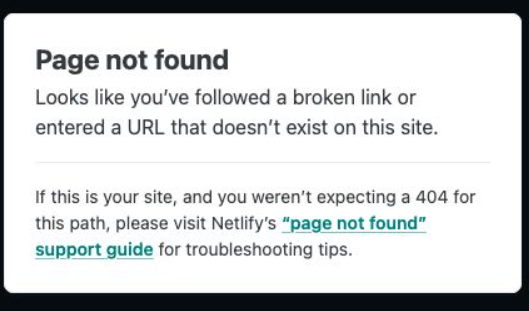 Page not found
Looks like you’ve followed a broken link or
entered a URL that doesn’t exist on this site.
If this is your site, and you weren’t expecting a 404 for
this path, please visit Netlify’s “page not found”
support guide for troubleshooting tips.